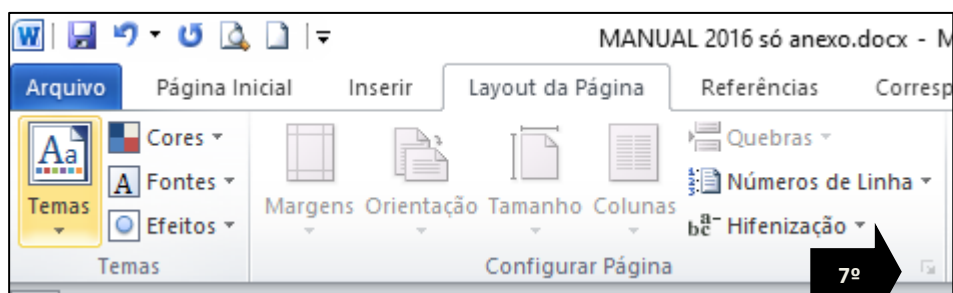 MANUAL 2016 só anexo.docx - M
Arquivo Página Inicial Inserir Layout da Página Referências Corresp
Aa
Temas
Cores
A Fontes
Efeitos
Margens Orientação Tamanho Colunas
Quebras
Números de Linha
Hifenização
Temas Configurar Página
7º